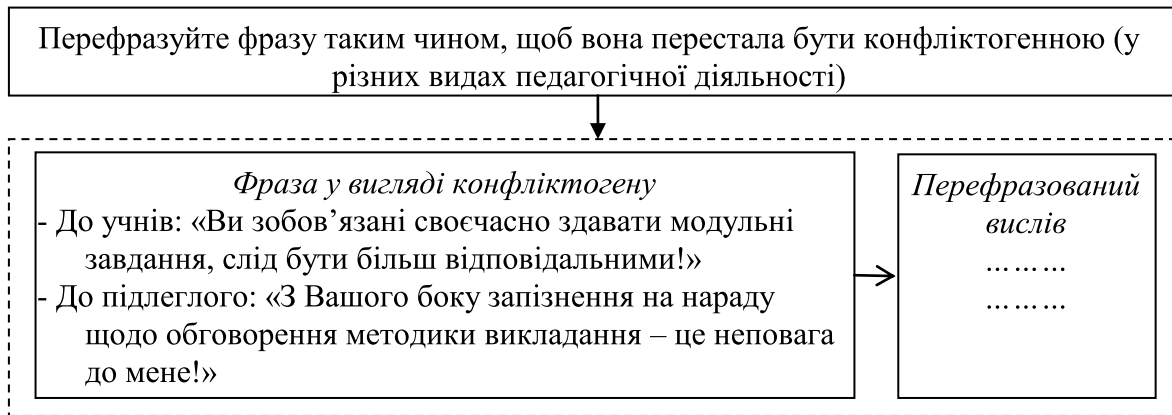 Перефразуйте фразу таким чином, щоб вона перестала бути конфліктогенною (у
різних видах педагогічної діяльності)
Фраза у вигляді конфліктогену
- До учнів: «Ви зобов’язані своєчасно здавати модульні
завдання, слід бути більш відповідальними!»
- До підлеглого: «З Вашого боку запізнення на нараду
щодо обговорення методики викладання – це неповага
до мене!»
Перефразований
вислів
………
………